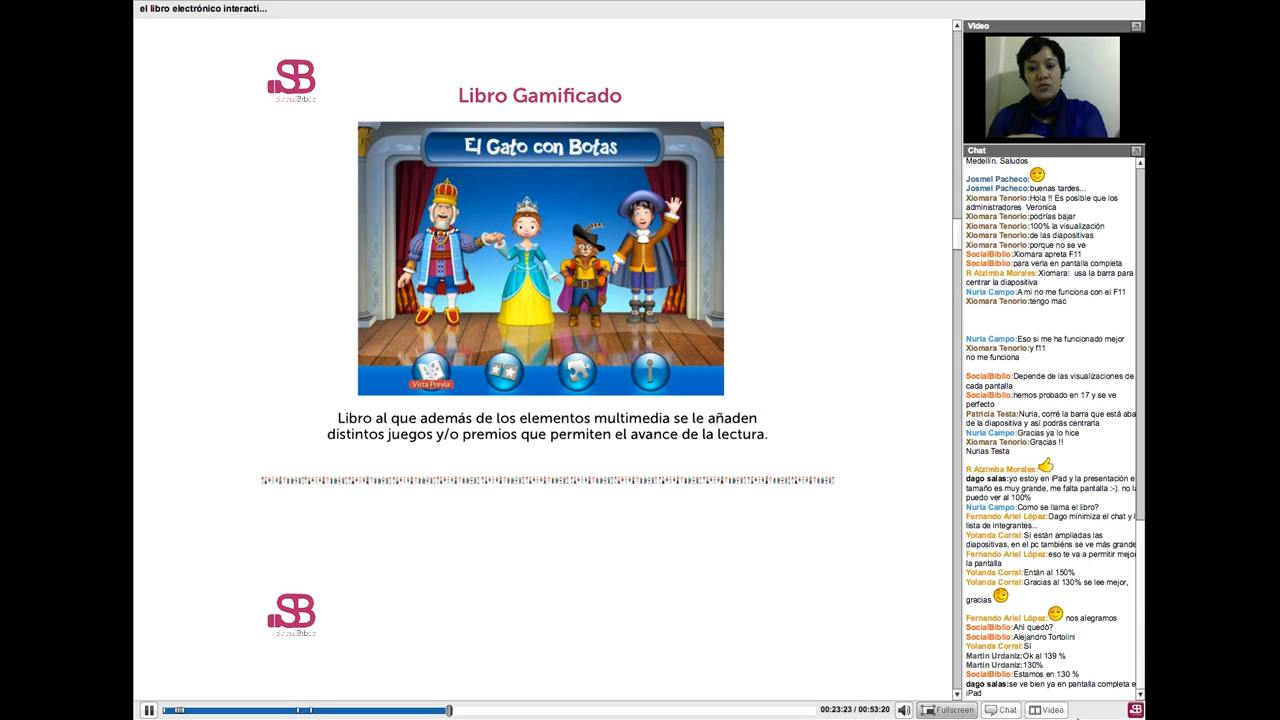 el libro electrónico interacti...
SB
SocialBiblio
Libro Gamificado
El Gato con Botas
Vista Previa
Libro al que además de los elementos multimedia se le añaden
distintos juegos y/o premios que permiten el avance de la lectura.
SB
SocialBiblio
Video
Chat
Medellín. Saludos
Josmel Pacheco:
Josmel Pacheco:buenas tardes...
Xiomara Tenorio:Hola !! Es posible que los
administradores Veronica
Xiomara Tenorio:podrías bajar
Xiomara Tenorio:100% la visualización
Xiomara Tenorio:de las diapositivas
Xiomara Tenorio:porque no se ve
SocialBiblio:Xiomara apreta F11
SocialBiblio:para verla en pantalla completa
R Atzimba Morales:Xiomara: usa la barra para
centrar la diapositiva
Nuria Campo:A mi no me funciona con el F11
Xiomara Tenorio:tengo mac
Nuria Campo:Eso si me ha funcionado mejor
Xiomara Tenorio:y f11
no me funciona
SocialBiblio:Depende de las visualizaciones de
cada pantalla
SocialBiblio:hemos probado en 17 y se ve
perfecto
Patricia Testa:Nuria, corré la barra que está aba
de la diapositiva y así podrás centrarla
Nuria Campo:Gracias ya lo hice
Xiomara Tenorio:Gracias !!
Nurias Testa
R Atzimba Morales:
dago salas:yo estoy en iPad y la presentación e
tamaño es muy grande, me falta pantalla :-). no l
puedo ver al 100%
Nuria Campo:Como se llama el libro?
Fernando Ariel López:Dago minimiza el chat y l
lista de integrantes...
Yolanda Corral:Sí están ampliadas las
diapositivas, en el pc tambiéns se ve más grande
Fernando Ariel López:eso te va a permitir mejor
la pantalla
Yolanda Corral:Entán al 150%
Yolanda Corral:Gracias al 130% se lee mejor,
gracias
Fernando Ariel López: nos alegramos
SocialBiblio:Ahi quedò?
SocialBiblio:Alejandro Tortolini
Yolanda Corral:Sí
Martin Urdaniz:Ok al 139 %
Martin Urdaniz:130%
SocialBiblio:Estamos en 130 %
dago salas:se ve bien ya en pantalla completa e
iPad
00:23:23 / 00:53:20
Fullscreen
Chat
Video
SB